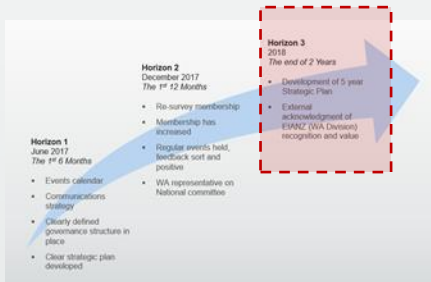 Horizon 3
2018
The end of 2 Years
• Development of 5 year
Strategic Plan
• External
acknowledgment of
EIANZ (WA Division)
recognition and value
Horizon 2
December 2017
The 1st 12 Months
• Re-survey membership
• Membership has
increased
• Regular events held,
feedback sort and
positive
• WA representative on
National committee
Horizon 1
June 2017
The 1st 6 Months
• Events calendar
• Communications
strategy
• Clearly defined
governance structure in
place
• Clear strategic plan
developed